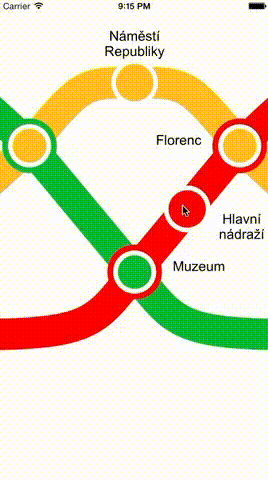 Carrier 9:15 PM
Náměstí
Republiky
Florenc
Hlavní
nádraží
Muzeum